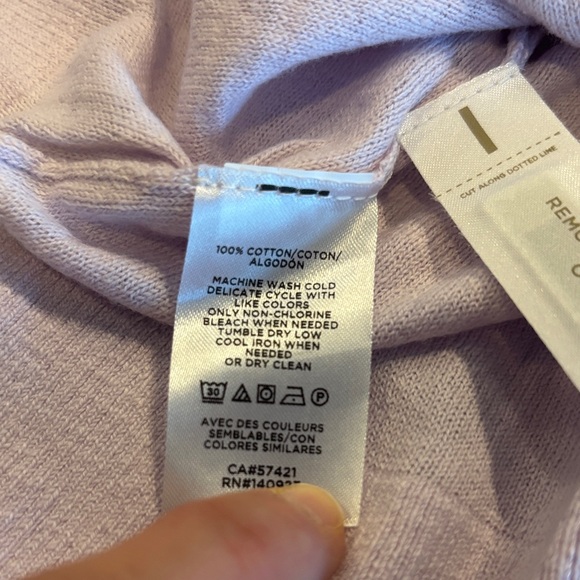 100% COTTON/COTON/
ALGODÓN
MACHINE WASH COLD
DELICATE CYCLE WITH
LIKE COLORS
ONLY NON-CHLORINE
BLEACH WHEN NEEDED
TUMBLE DRY LOW
COOL IRON WHEN
NEEDED
OR DRY CLEAN
30
P
AVEC DES COULEURS
SEMBLABLES/CON
COLORES SIMILARES
CA#57421
CUT ALONG DOTTED LINE